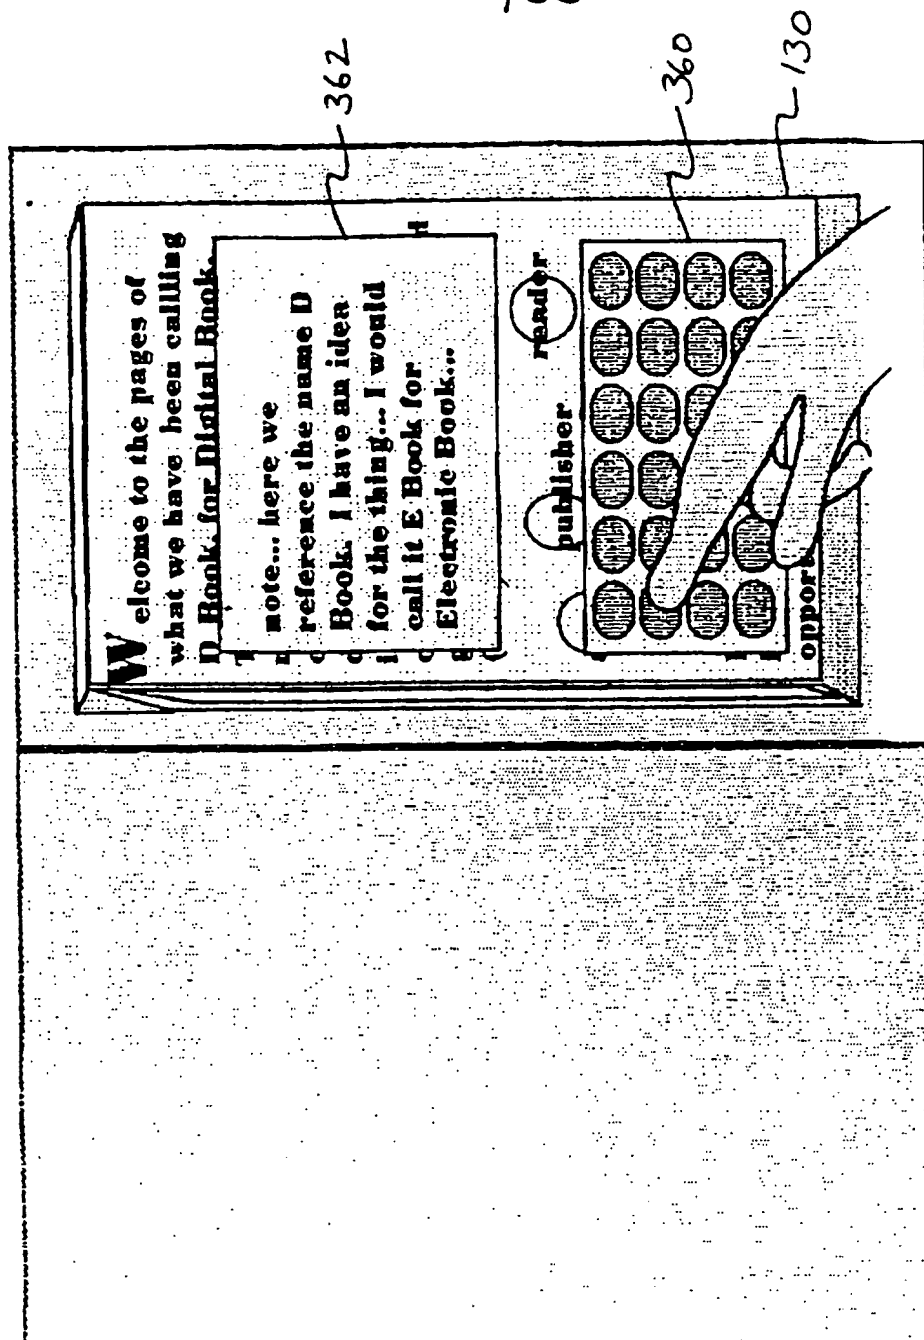 Welcome to the pages of
what we have been callling
D Book, for Digital Book.
note... here we
reference the name D
Book. I have an idea
for the thing... I would
call it E Book for
Electronic Book...
H
publisher
reader
oppors
362
360
130